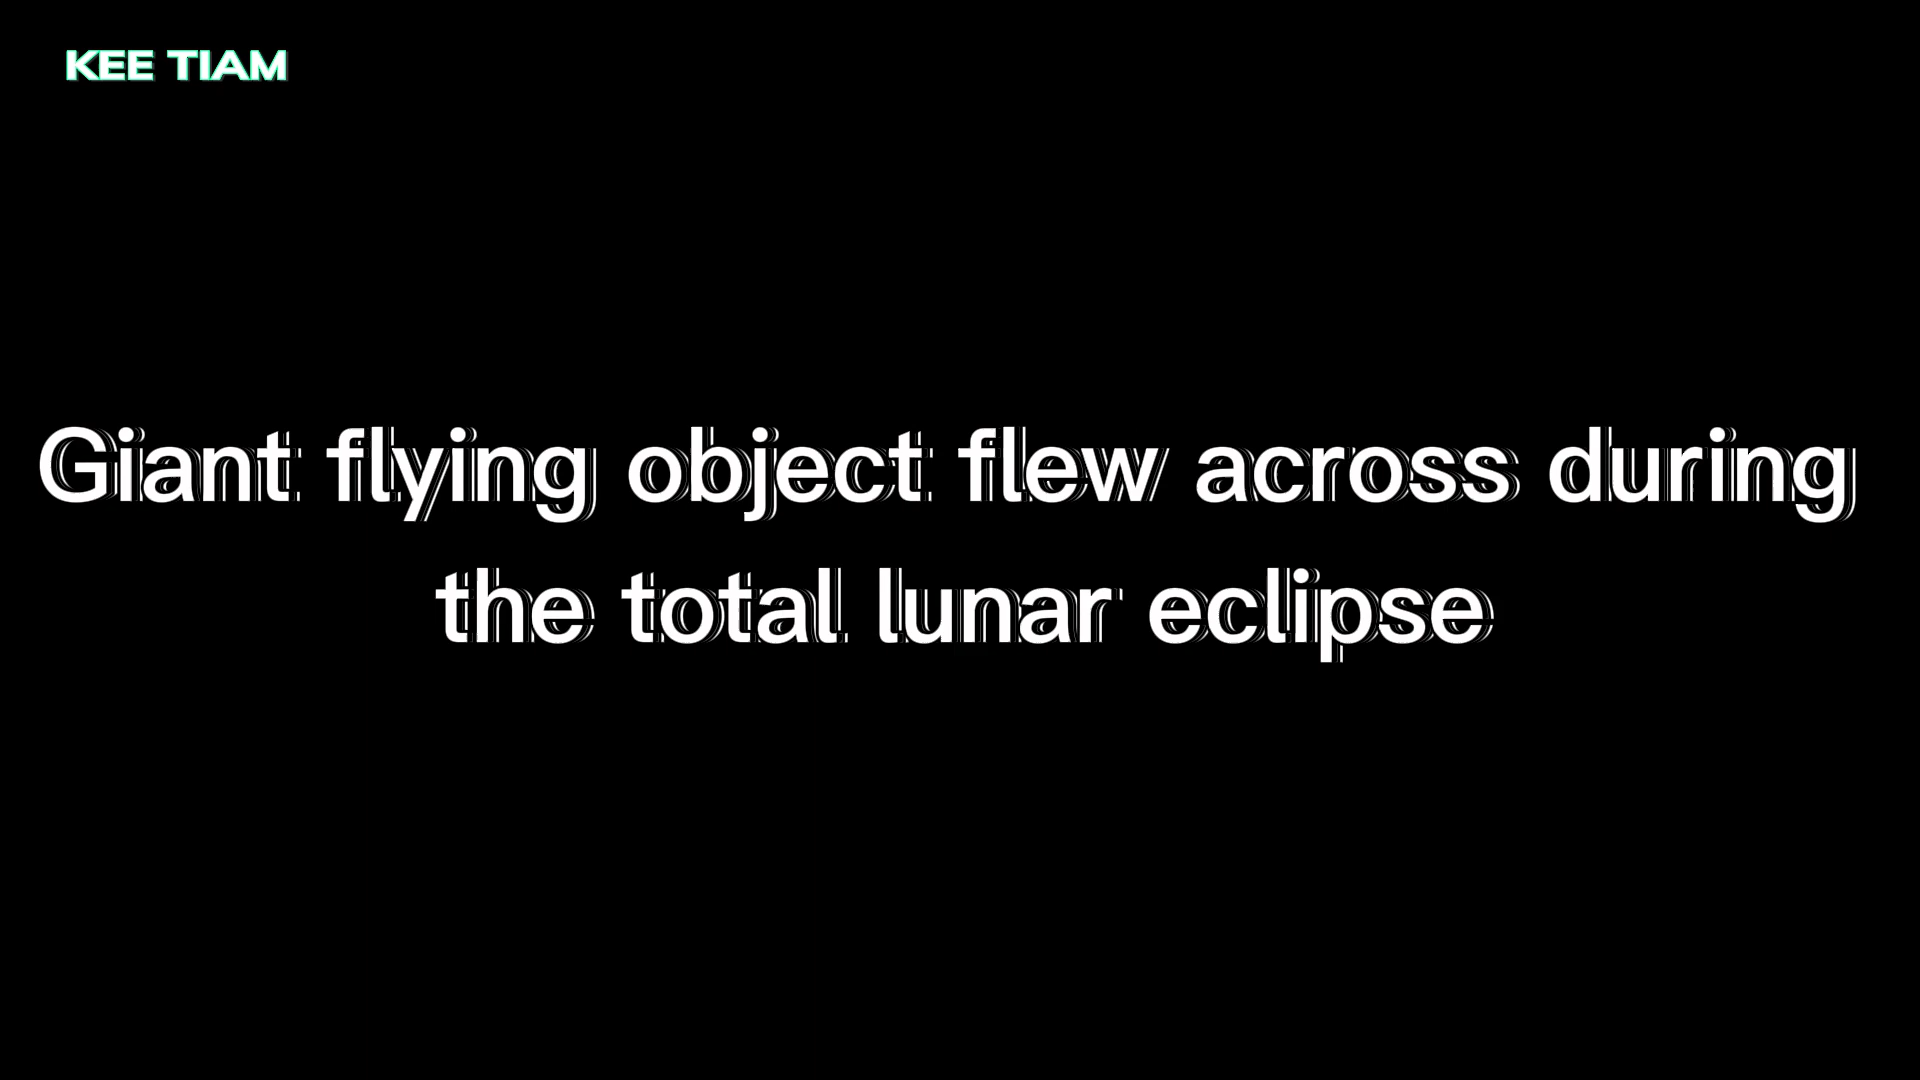 KEE TIAM
Giant flying object flew across during
the total lunar eclipse